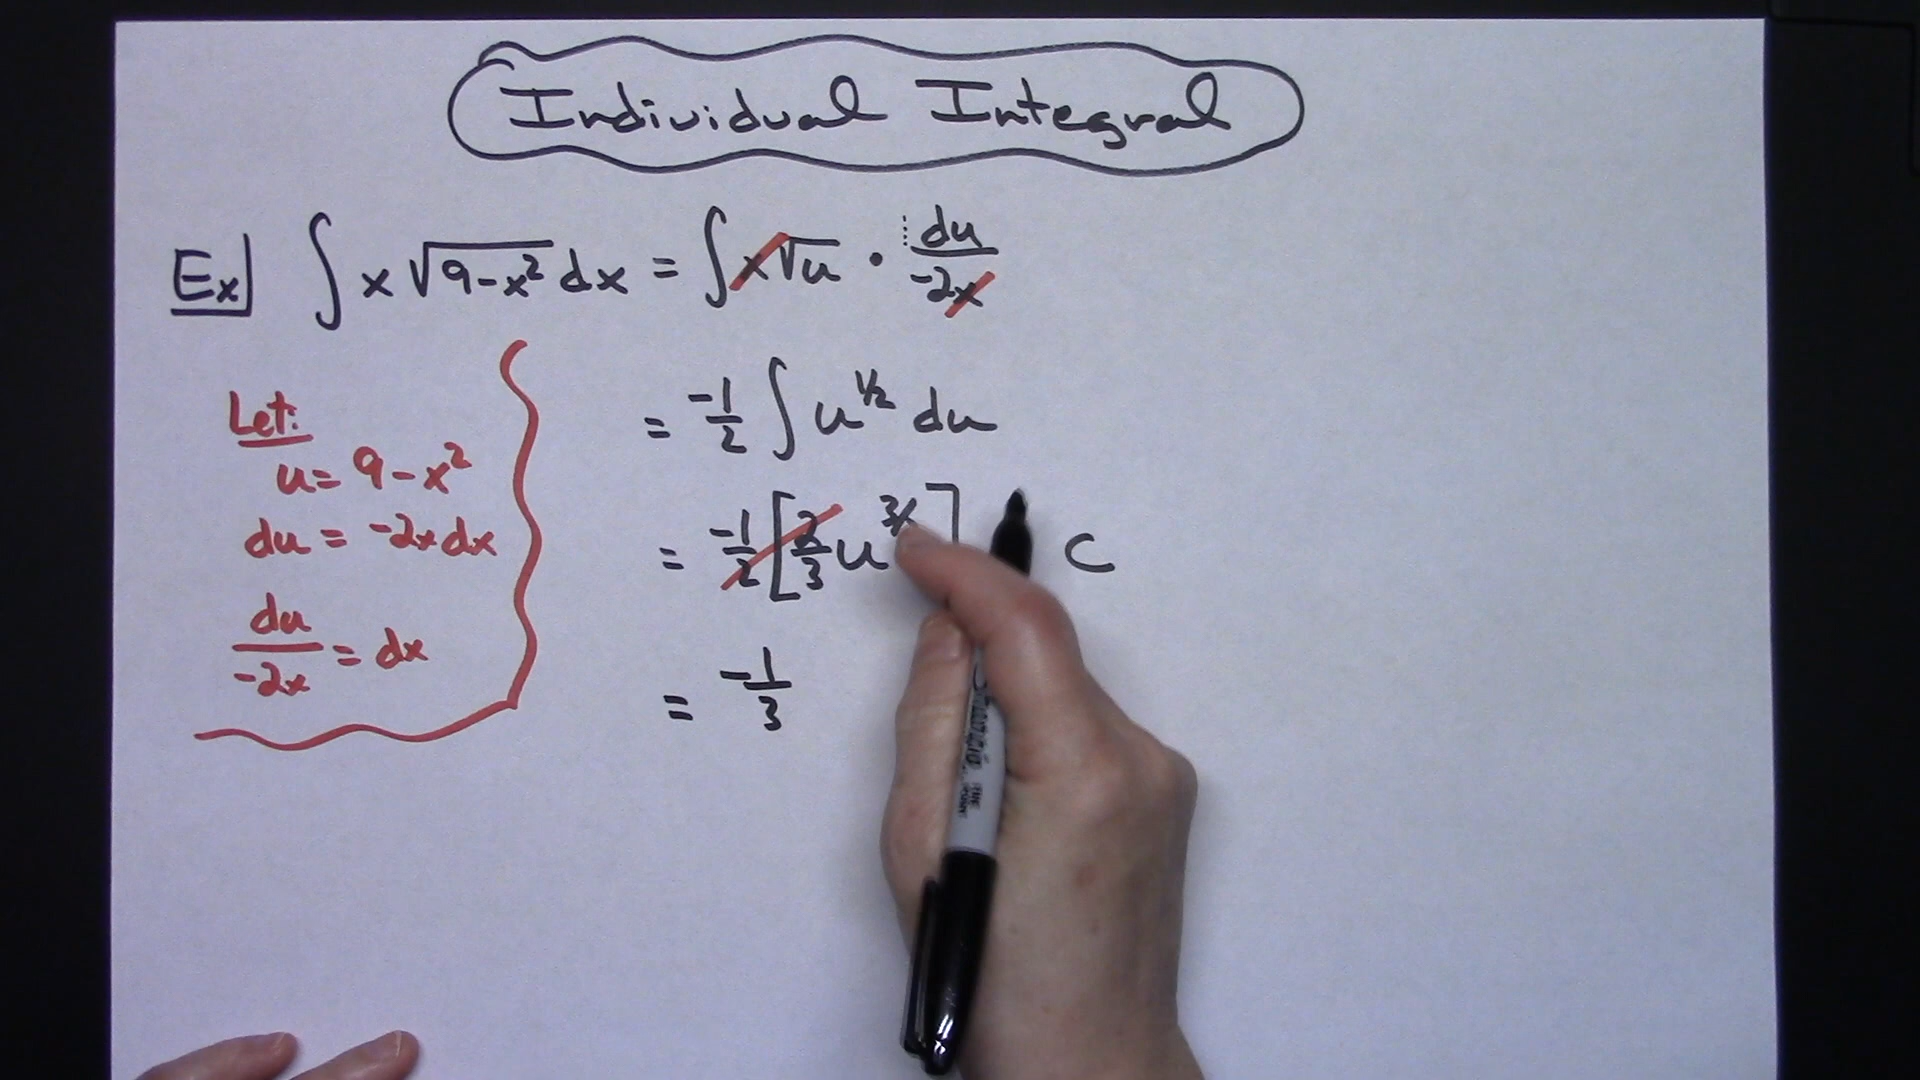 Individual Integral
Ex ∫ x √(9-x²) dx = ∫ x√u · du/-2x
Let:
u = 9-x²
du = -2x dx
du/-2x = dx
= -1/2 ∫ u^1/2 du
= -1/2 [2/3 u^3/ ] C
= -1/3